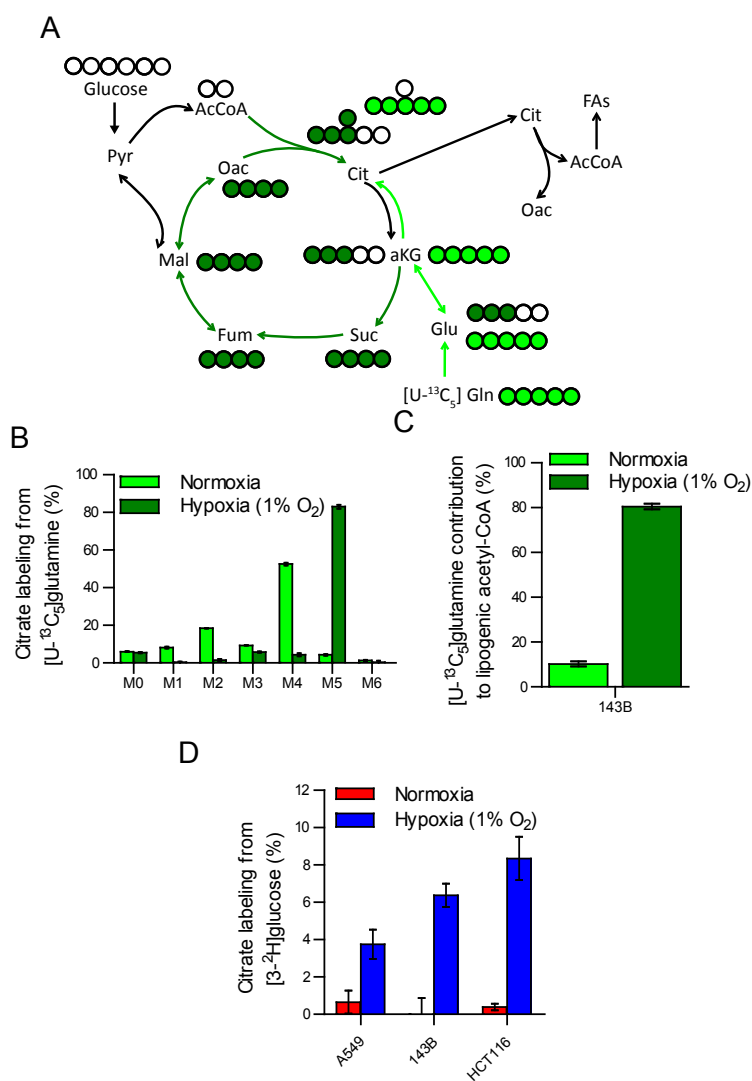 A
Glucose
AcCoA
Pyr
Oac
Cit
Cit
FAs
AcCoA
Oac
Mal
aKG
Fum
Suc
Glu
[U-¹³C₅] Gln
B
Citrate labeling from
[U-¹³C₅]glutamine (%)
Normoxia
Hypoxia (1% O₂)
100
80
60
40
20
0
M0 M1 M2 M3 M4 M5 M6
C
[U-¹³C₅]glutamine contribution
to lipogenic acetyl-CoA (%)
Normoxia
Hypoxia (1% O₂)
100
80
60
40
20
0
143B
D
Citrate labeling from
[3-²H]glucose (%)
Normoxia
Hypoxia (1% O₂)
12
10
8
6
4
2
0
A549
143B
HCT116